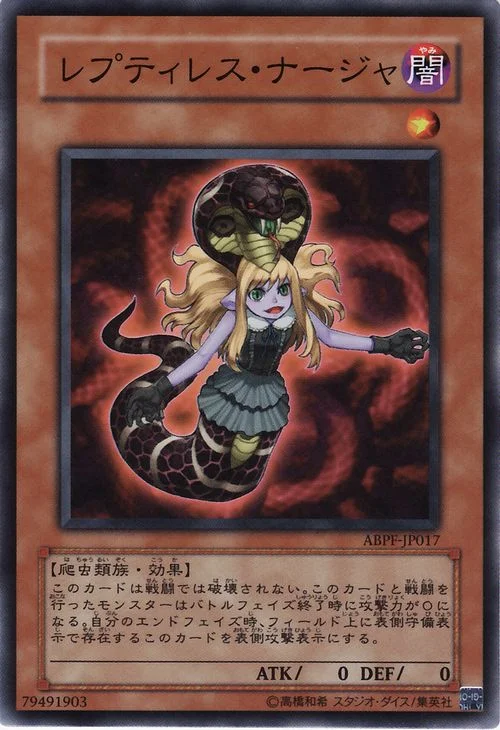 レプティレス・ナージャ
やみ
闇
ABPF-JP017
【爬虫類族・効果】
このカードは戦闘では破壊されない。このカードと戦闘を
行ったモンスターはバトルフェイズ終了時に攻撃力が０に
なる。自分のエンドフェイズ時、フィールド上に表側守備表
示で存在するこのカードを表側攻撃表示にする。
ATK/ 0 DEF/ 0
79491903
©高橋和希 スタジオ・ダイス/集英社